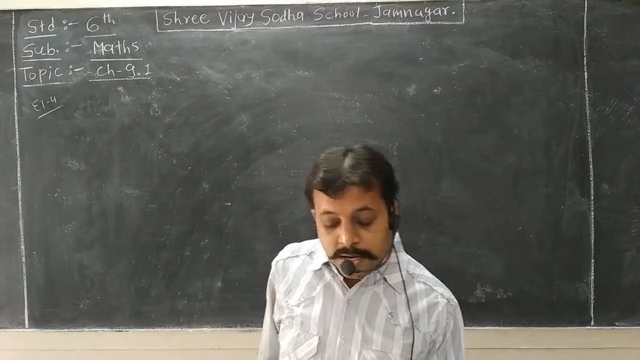 Shree Vijay Sodha School - Jamnagar.
Std :- 6th
Sub. :- Maths
Topic :- Ch-9.1